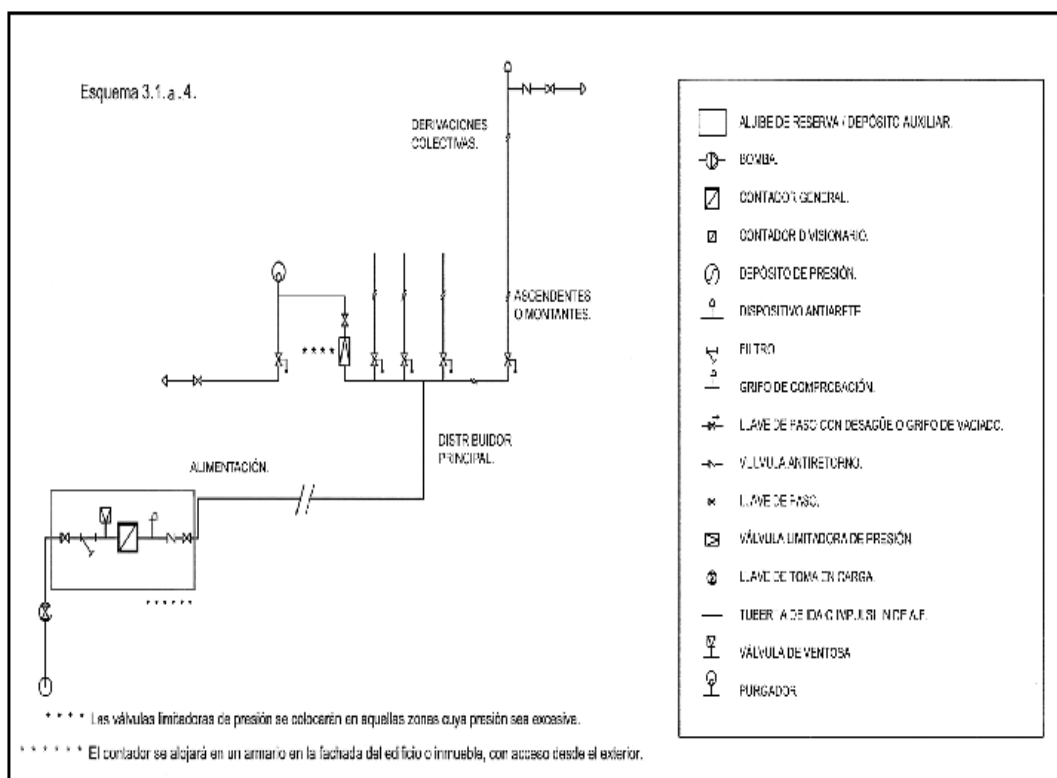 Esquema 3.1.a.4.
DERIVACIONES
COLECTIVAS.
ASCENDENTES
O MONTANTES.
* * * *
DISTRIBUIDOR
PRINCIPAL.
ALIMENTACIÓN.
* * * * * *
* * * * Las válvulas limitadoras de presión se colocarán en aquellas zonas cuya presión sea excesiva.
* * * * * * El contador se alojará en un armario en la fachada del edificio o inmueble, con acceso desde el exterior.
ALJIBE DE RESERVA / DEPÓSITO AUXILIAR.
BOMBA.
CONTADOR GENERAL.
CONTADOR DIVISIONARIO.
DEPÓSITO DE PRESIÓN.
DISPOSITIVO ANTIARETE
FILTRO
GRIFO DE COMPROBACIÓN.
LLAVE DE PASO CON DESAGÜE O GRIFO DE VACIADO.
ANTIRETORNO.
LLAVE DE PASO.
VÁLVULA LIMITADORA DE PRESIÓN
LLAVE DE TOMA EN CARGA.
DE IDA O DE A.F.
VÁLVULA DE VENTOSA
PURGADOR